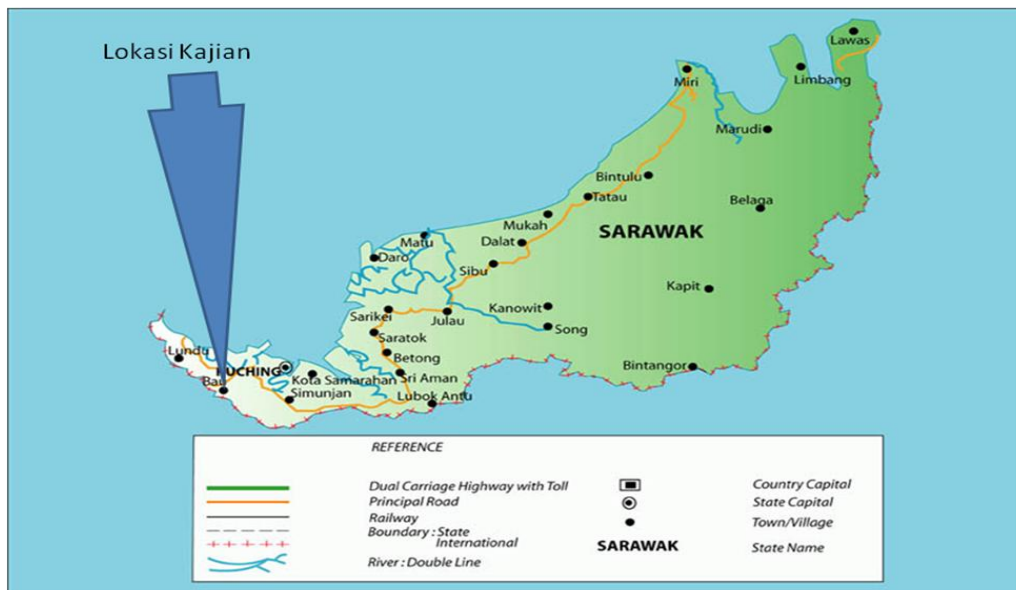 Lokasi Kajian
Lawas
Limbang
Miri
Marudi
Bintulu
Tatau
Belaga
Mukah
SARAWAK
Matu
Dalat
Daro
Sibu
Kapit
Kanowit
Sarikei
Julau
Song
Saratok
Lundu
Betong
Bintangor
KUCHING
Kota Samarahan
Sri Aman
Bau
Simunjan
Lubok Antu
REFERENCE
Dual Carriage Highway with Toll
Principal Road
Railway
Boundary : State
International
River : Double Line
Country Capital
State Capital
Town/Village
SARAWAK
State Name